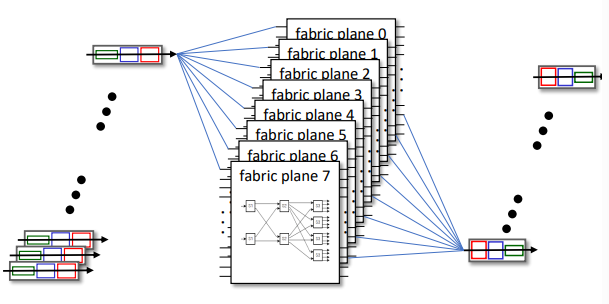 fabric plane 0
fabric plane 1
fabric plane 2
fabric plane 3
fabric plane 4
fabric plane 5
fabric plane 6
fabric plane 7